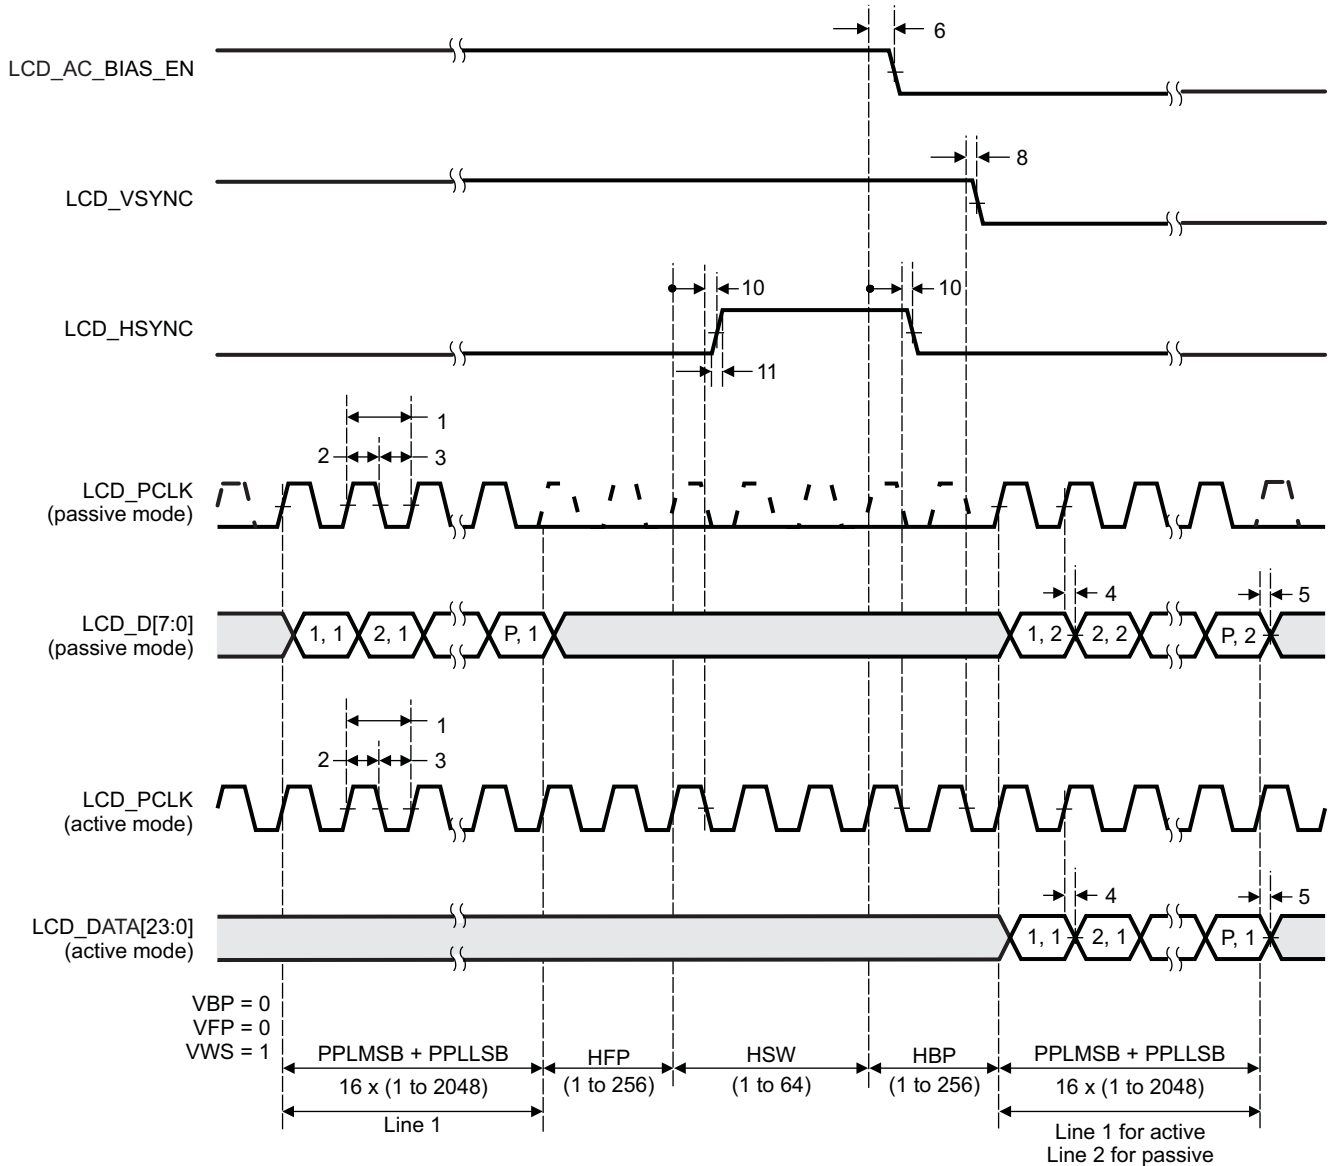 6
LCD_AC_BIAS_EN
8
LCD_VSYNC
10
10
LCD_HSYNC
11
1
2
3
LCD_PCLK
(passive mode)
4
5
LCD_D[7:0]
(passive mode)
1, 1
2, 1
P, 1
1, 2
2, 2
P, 2
1
2
3
LCD_PCLK
(active mode)
4
5
LCD_DATA[23:0]
(active mode)
1, 1
2, 1
P, 1
VBP = 0
VFP = 0
VWS = 1
PPLMSB + PPLLSB
16 x (1 to 2048)
Line 1
HFP
(1 to 256)
HSW
(1 to 64)
HBP
(1 to 256)
PPLMSB + PPLLSB
16 x (1 to 2048)
Line 1 for active
Line 2 for passive